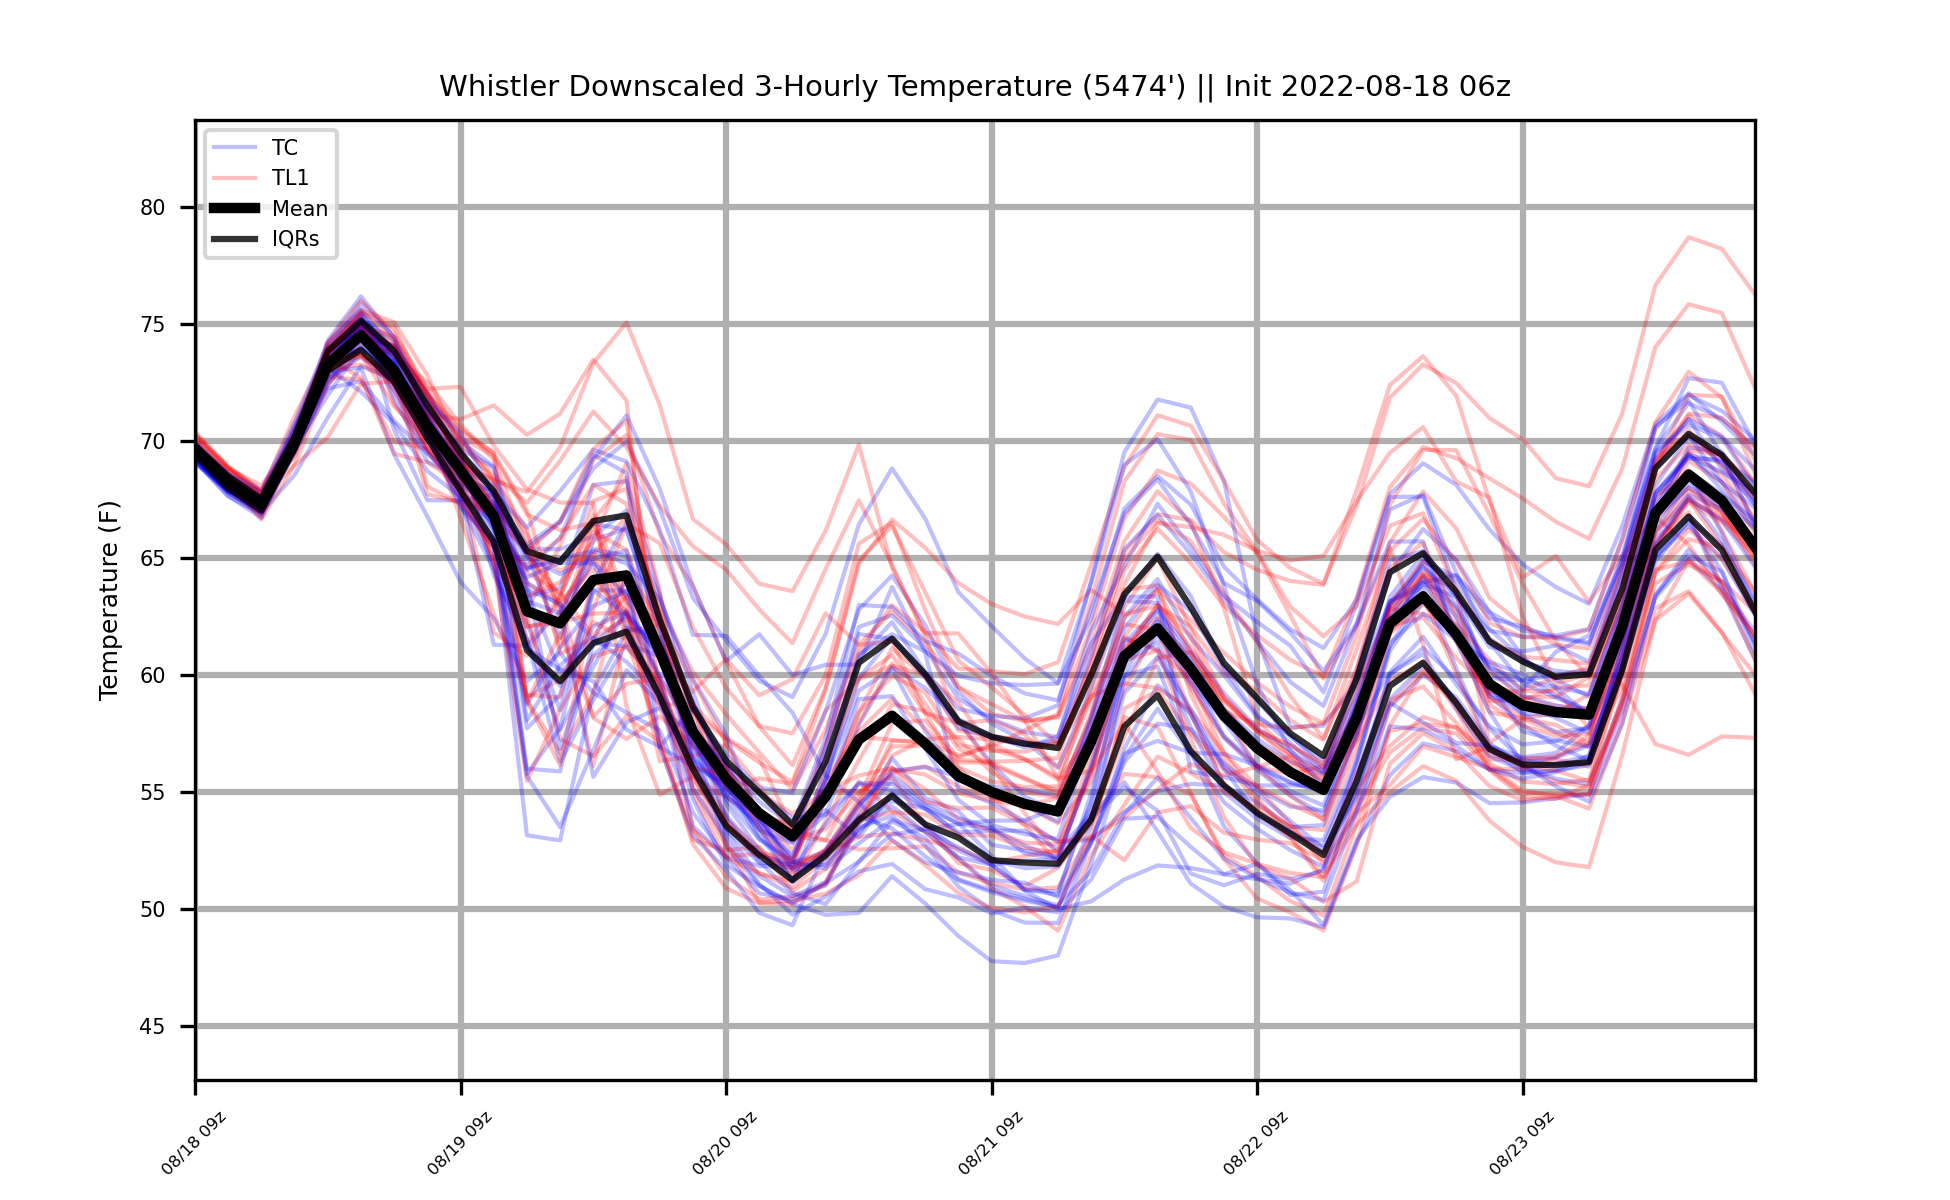 Whistler Downscaled 3-Hourly Temperature (5474') || Init 2022-08-18 06z
TC
TL1
Mean
IQRs
Temperature (F)
80
75
70
65
60
55
50
45
08/18 09z
08/19 09z
08/20 09z
08/21 09z
08/22 09z
08/23 09z